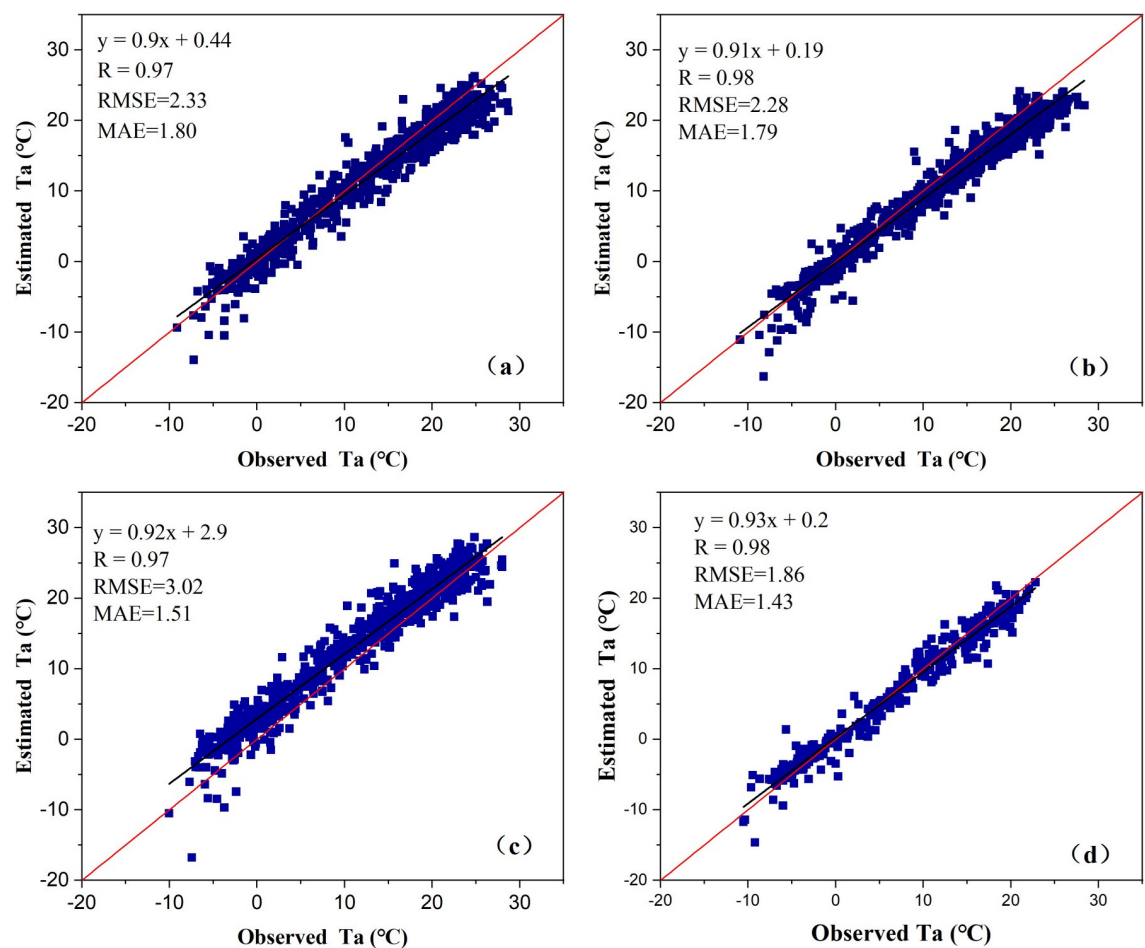 y = 0.9x + 0.44
R = 0.97
RMSE=2.33
MAE=1.80
30
20
10
0
-10
-20
Estimated Ta (°C)
(a)
-20 -10 0 10 20 30
Observed Ta (°C)
y = 0.91x + 0.19
R = 0.98
RMSE=2.28
MAE=1.79
30
20
10
0
-10
-20
Estimated Ta (°C)
(b)
-20 -10 0 10 20 30
Observed Ta (°C)
y = 0.92x + 2.9
R = 0.97
RMSE=3.02
MAE=1.51
30
20
10
0
-10
-20
Estimated Ta (°C)
(c)
-20 -10 0 10 20 30
Observed Ta (°C)
y = 0.93x + 0.2
R = 0.98
RMSE=1.86
MAE=1.43
30
20
10
0
-10
-20
Estimated Ta (°C)
(d)
-20 -10 0 10 20 30
Observed Ta (°C)